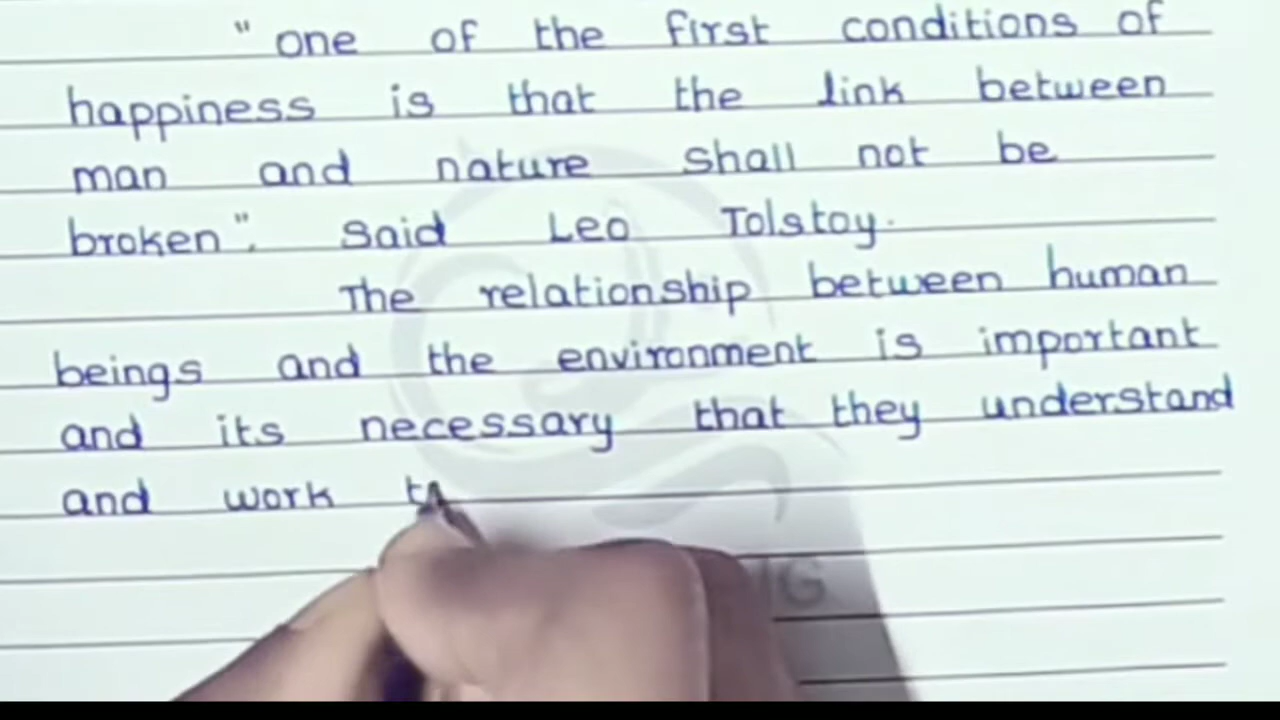 "one of the first conditions of
happiness is that the link between
man and nature shall not be
broken". Said Leo Tolstoy.
The relationship between human
beings and the environment is important
and its necessary that they understand
and work t